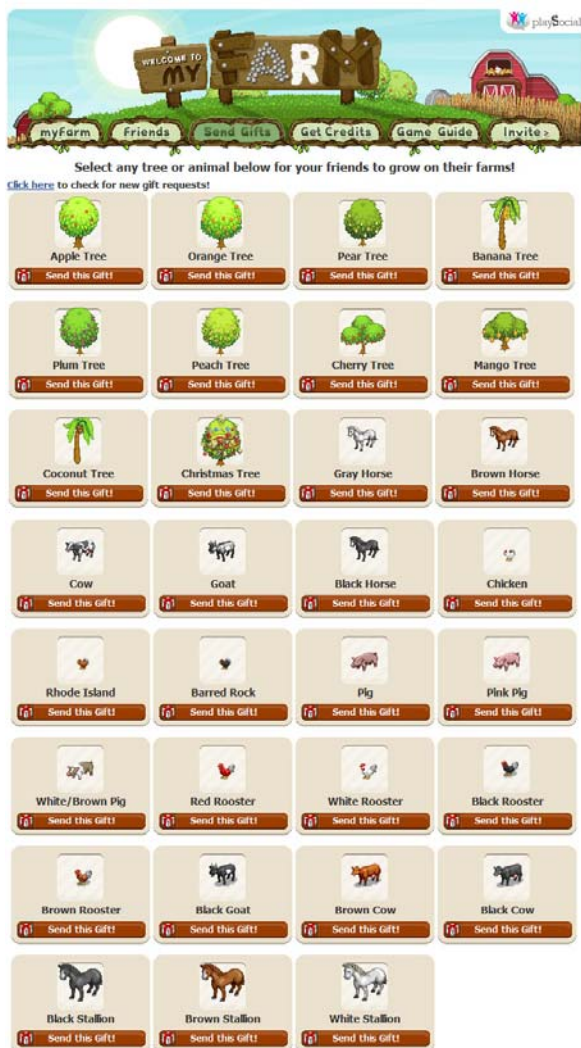 playSocial
WELCOME TO
MY FARM
myFarm Friends Send Gifts Get Credits Game Guide Invite >
Select any tree or animal below for your friends to grow on their farms!
Click here to check for new gift requests!
Apple Tree Orange Tree Pear Tree Banana Tree
Send this Gift! Send this Gift! Send this Gift! Send this Gift!
Plum Tree Peach Tree Cherry Tree Mango Tree
Send this Gift! Send this Gift! Send this Gift! Send this Gift!
Coconut Tree Christmas Tree Gray Horse Brown Horse
Send this Gift! Send this Gift! Send this Gift! Send this Gift!
Cow Goat Black Horse Chicken
Send this Gift! Send this Gift! Send this Gift! Send this Gift!
Rhode Island Barred Rock Pig Pink Pig
Send this Gift! Send this Gift! Send this Gift! Send this Gift!
White/Brown Pig Red Rooster White Rooster Black Rooster
Send this Gift! Send this Gift! Send this Gift! Send this Gift!
Brown Rooster Black Goat Brown Cow Black Cow
Send this Gift! Send this Gift! Send this Gift! Send this Gift!
Black Stallion Brown Stallion White Stallion
Send this Gift! Send this Gift! Send this Gift!